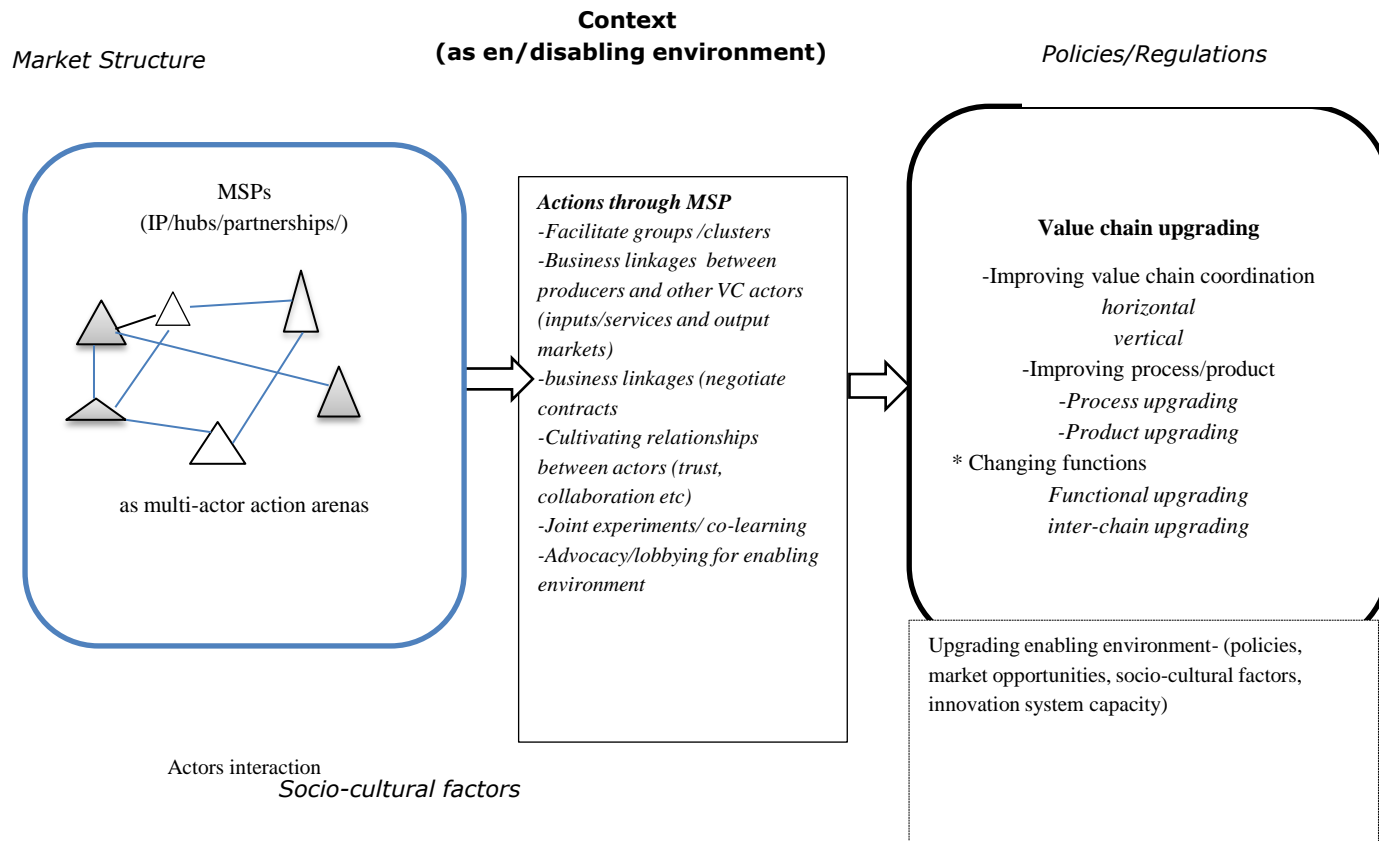 Context
(as en/disabling environment)
Market Structure
Policies/Regulations
MSPs
(IP/hubs/partnerships/)
as multi-actor action arenas
Actions through MSP
-Facilitate groups /clusters
-Business linkages between
producers and other VC actors
(inputs/services and output
markets)
-business linkages (negotiate
contracts
-Cultivating relationships
between actors (trust,
collaboration etc)
-Joint experiments/ co-learning
-Advocacy/lobbying for enabling
environment
Value chain upgrading
-Improving value chain coordination
horizontal
vertical
-Improving process/product
-Process upgrading
-Product upgrading
* Changing functions
Functional upgrading
inter-chain upgrading
Upgrading enabling environment- (policies,
market opportunities, socio-cultural factors,
innovation system capacity)
Actors interaction
Socio-cultural factors